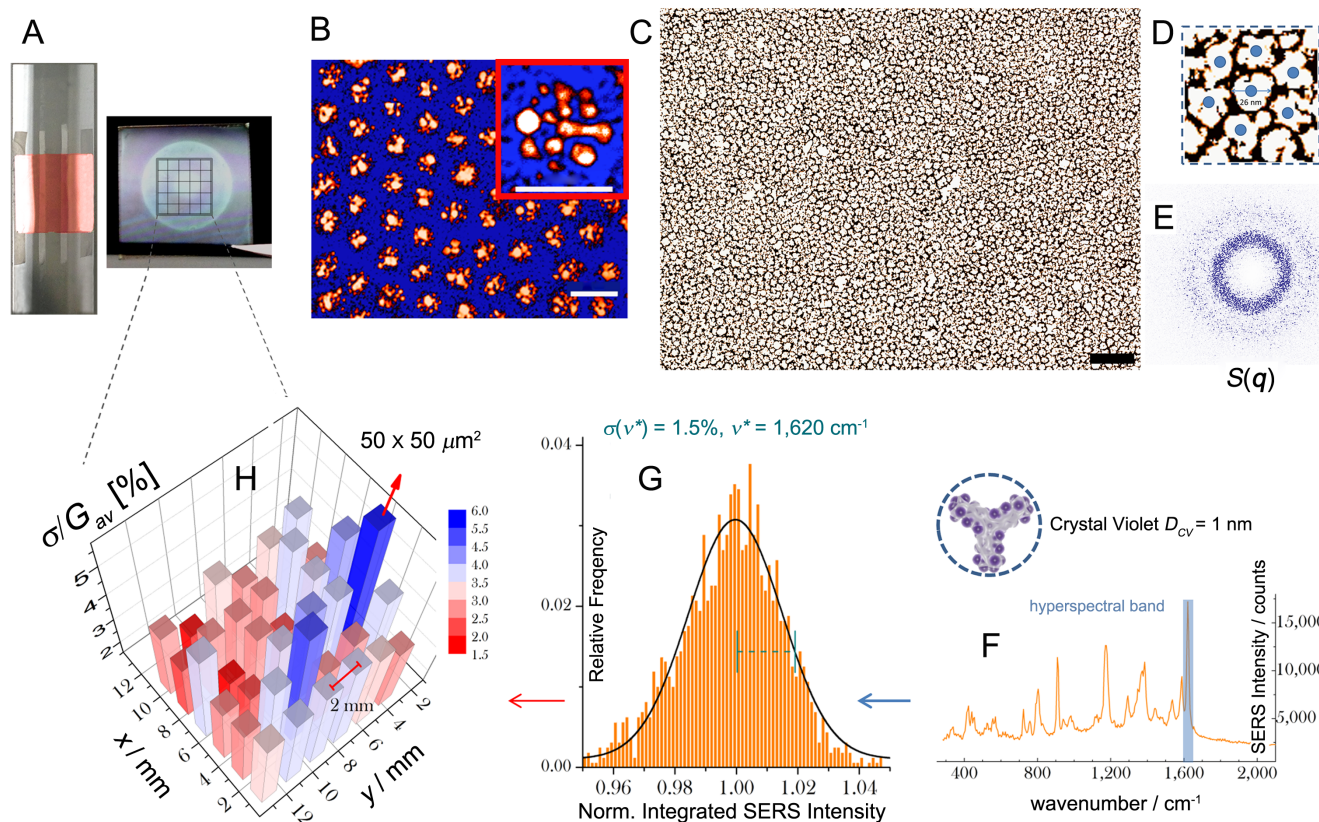 A
B
C
D
26 nm
E
S(q)
50 x 50 μm²
H
σ/G av [%]
5
4
3
2
2
12
10
8
6
4
2
x / mm
12
10
8
6
4
2
y / mm
2 mm
6.0
5.5
5.0
4.5
4.0
3.5
3.0
2.5
2.0
1.5
σ(ν*) = 1.5%, ν* = 1,620 cm⁻¹
G
0.04
0.02
0.00
Relative Freqency
0.96
0.98
1.00
1.02
1.04
Norm. Integrated SERS Intensity
Crystal Violet D_CV = 1 nm
hyperspectral band
F
SERS Intensity / counts
15,000
10,000
5,000
400
1,200
1,600
2,000
wavenumber / cm⁻¹